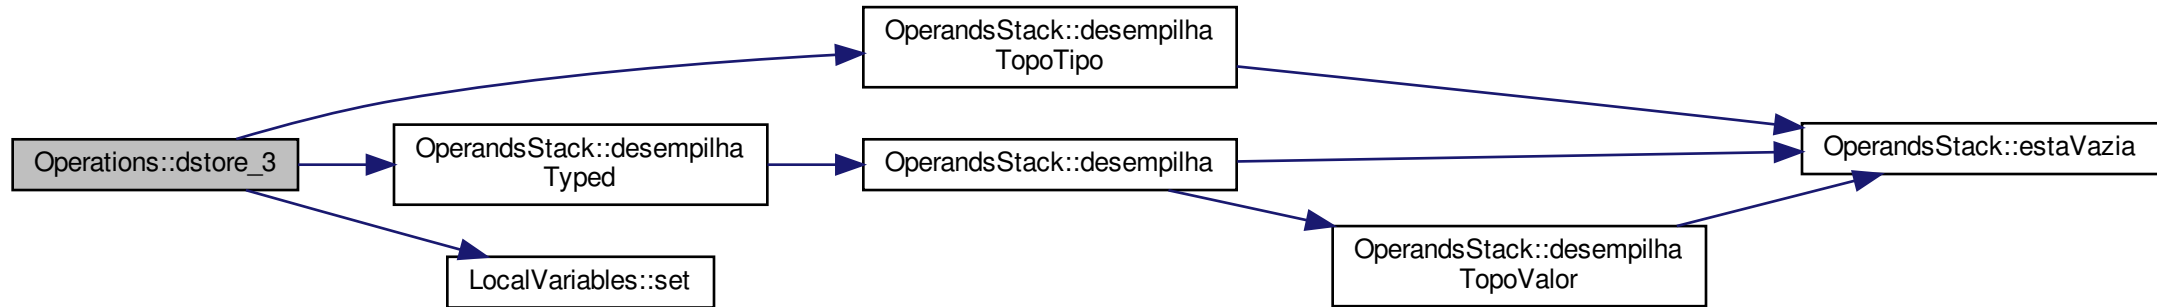 Operations::dstore_3
OperandsStack::desempilha
TopoTipo
OperandsStack::desempilha
Typed
LocalVariables::set
OperandsStack::desempilha
OperandsStack::desempilha
TopoValor
OperandsStack::estaVazia